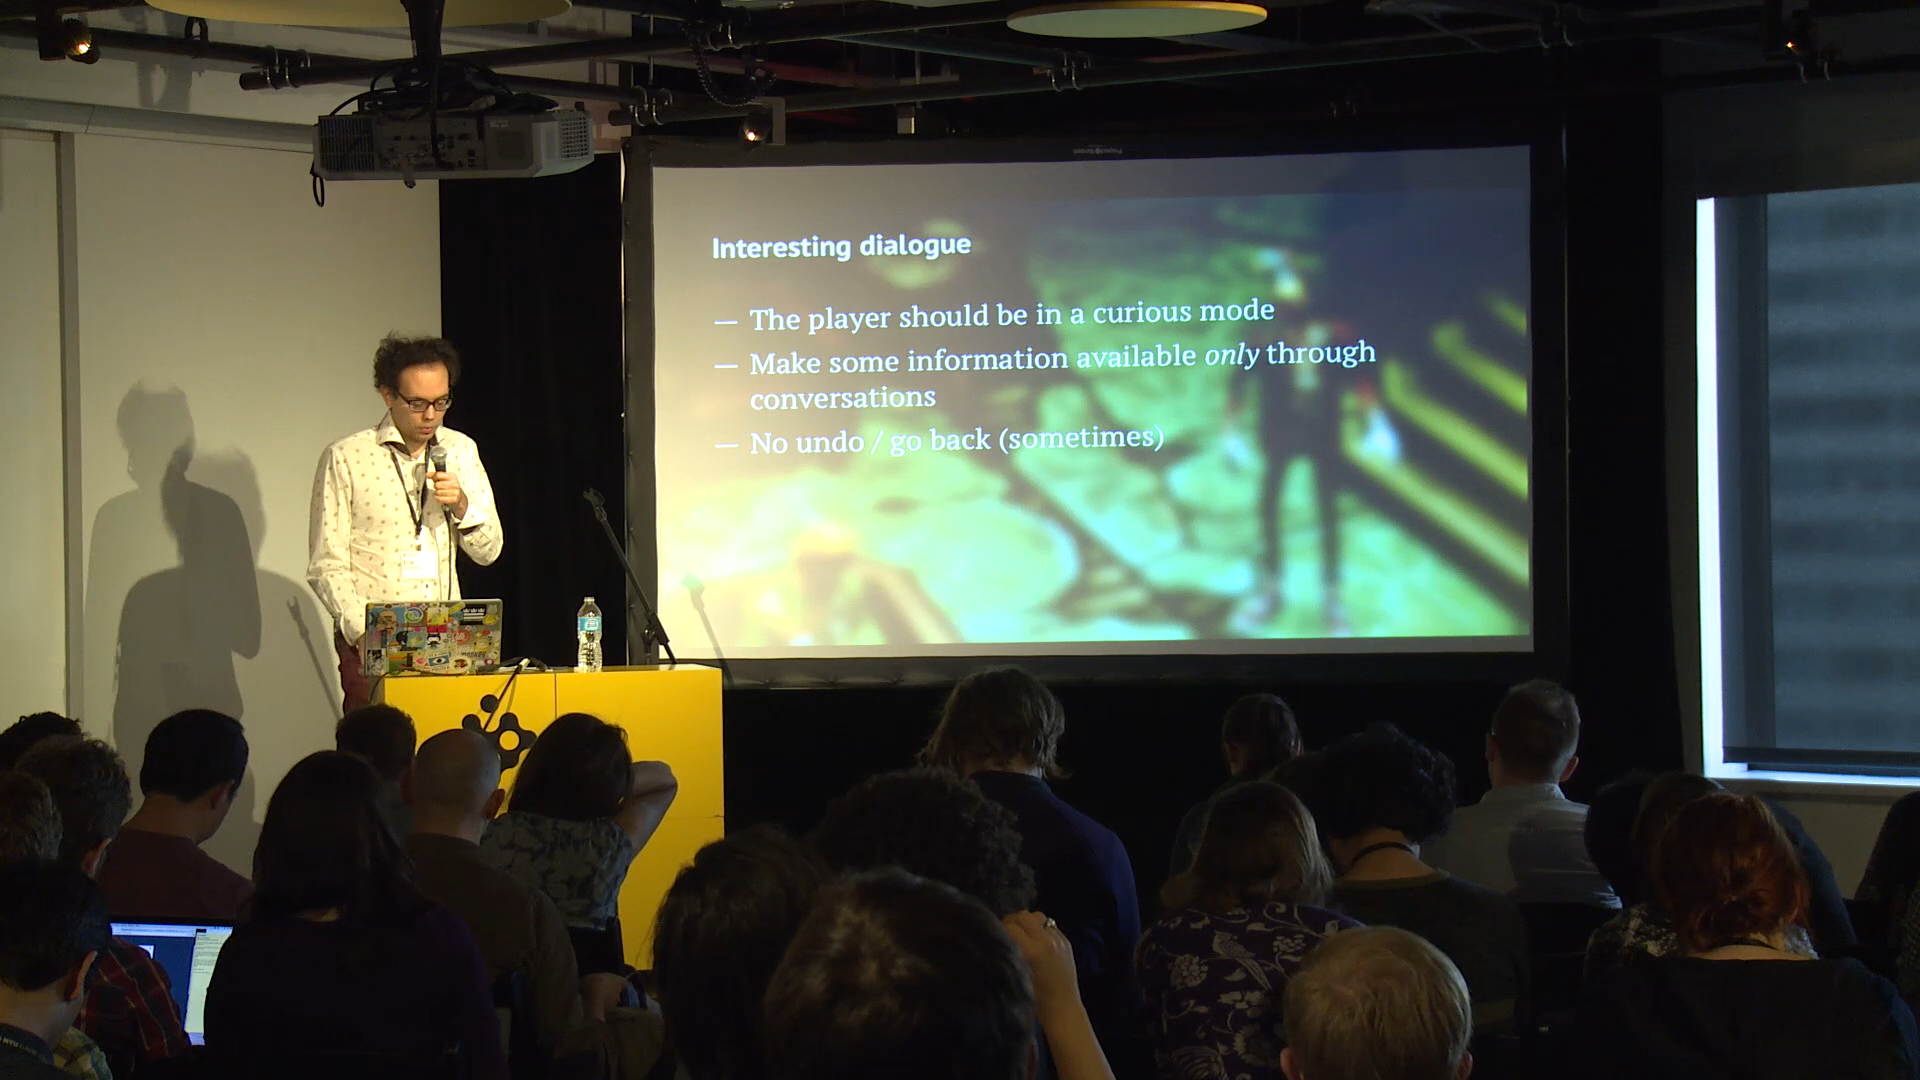 Interesting dialogue
— The player should be in a curious mode
— Make some information available only through
conversations
— No undo / go back (sometimes)